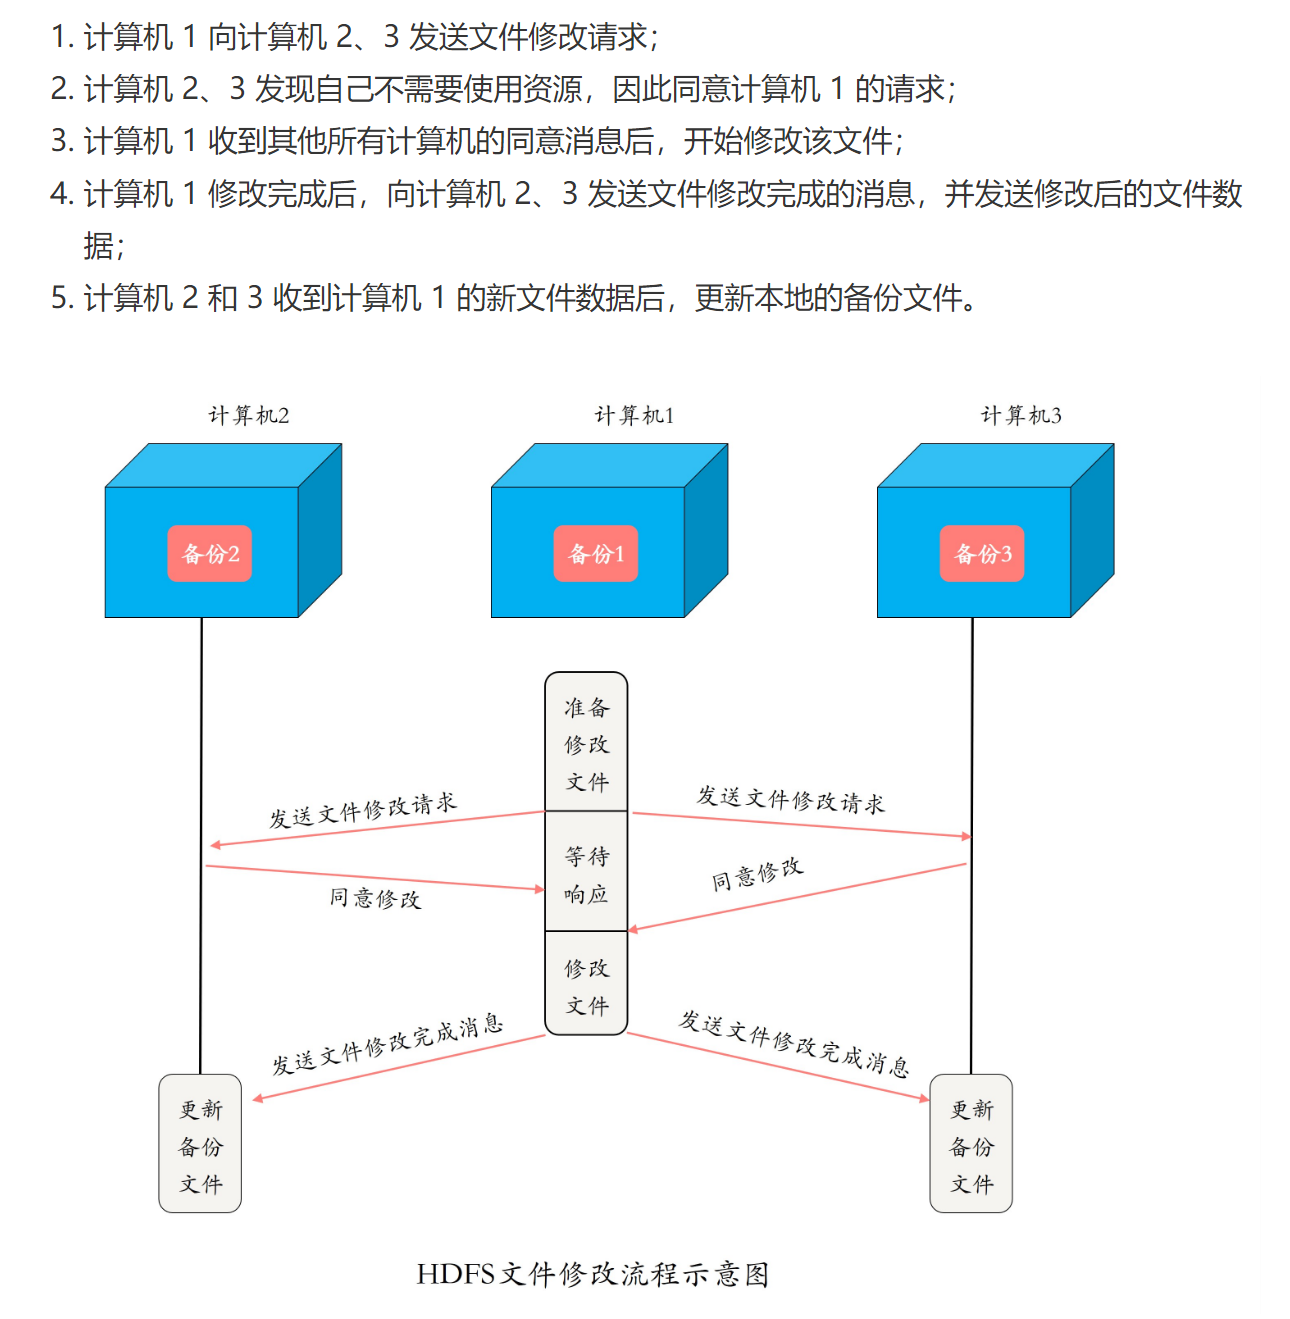 1. 计算机 1 向计算机 2、3 发送文件修改请求；
2. 计算机 2、3 发现自己不需要使用资源，因此同意计算机 1 的请求；
3. 计算机 1 收到其他所有计算机的同意消息后，开始修改该文件；
4. 计算机 1 修改完成后，向计算机 2、3 发送文件修改完成的消息，并发送修改后的文件数
据；
5. 计算机 2 和 3 收到计算机 1 的新文件数据后，更新本地的备份文件。
计算机2
计算机1
计算机3
备份2
备份1
备份3
准备
修改
文件
发送文件修改请求
发送文件修改请求
等待
响应
同意修改
同意修改
修改
文件
发送文件修改完成消息
发送文件修改完成消息
更新
备份
文件
更新
备份
文件
HDFS文件修改流程示意图